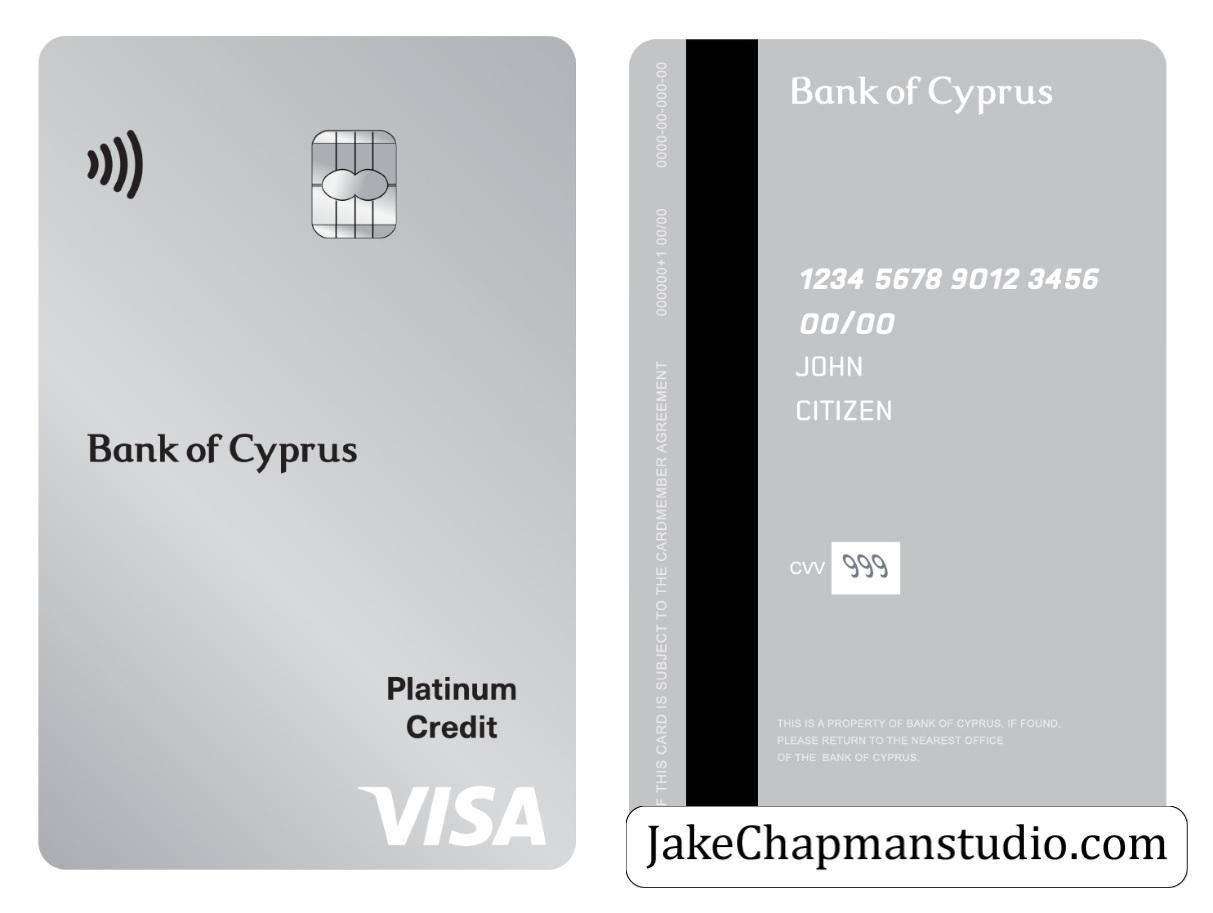 Bank of Cyprus
Platinum
Credit
VISA
0000-00-000-00
000000+1 00/00
THIS CARD IS SUBJECT TO THE CARDMEMBER AGREEMENT
Bank of Cyprus
1234 5678 9012 3456
00/00
JOHN
CITIZEN
CVV 999
THIS IS A PROPERTY OF BANK OF CYPRUS. IF FOUND,
PLEASE RETURN TO THE NEAREST OFFICE
OF THE BANK OF CYPRUS.
JakeChapmanstudio.com